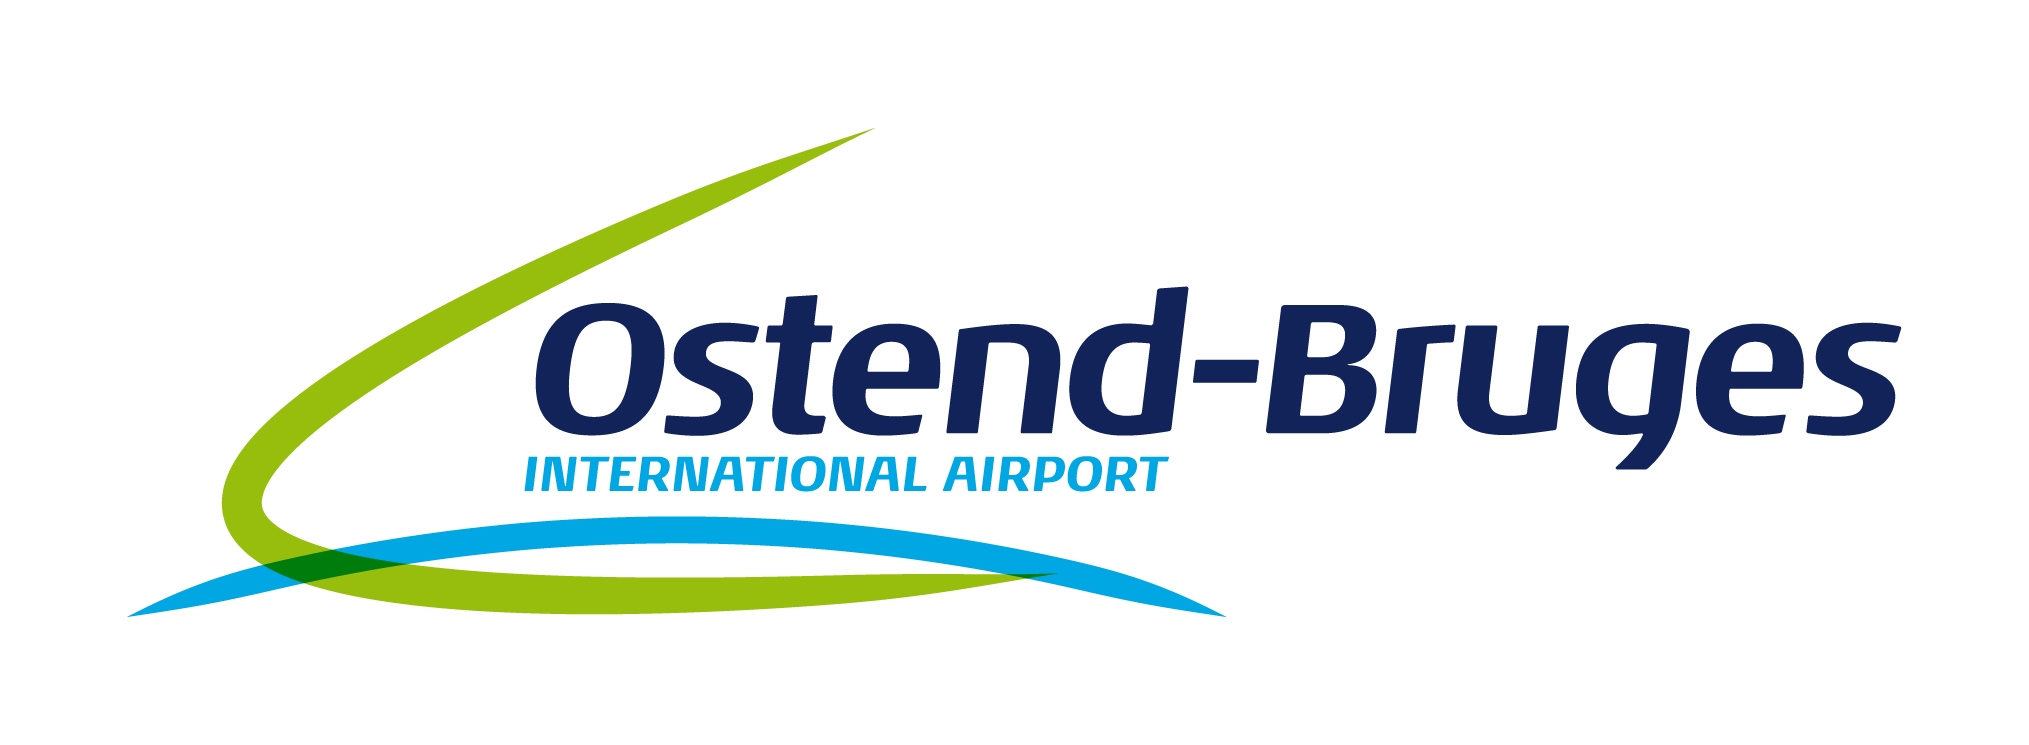 Ostend-Bruges
INTERNATIONAL AIRPORT